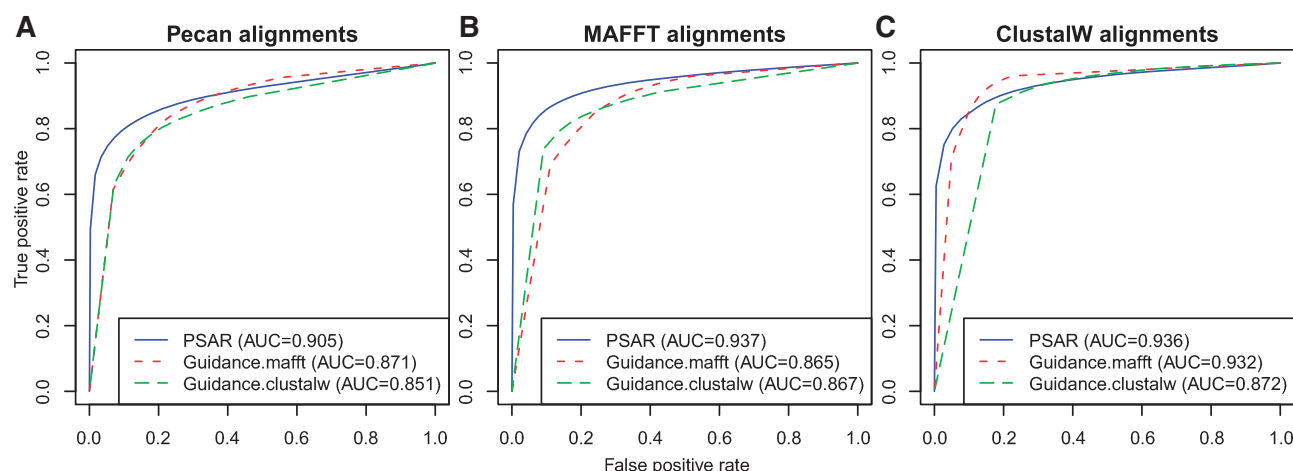 A Pecan alignments
B MAFFT alignments
C ClustalW alignments
True positive rate
0.0 0.2 0.4 0.6 0.8 1.0
PSAR (AUC=0.905)
Guidance.mafft (AUC=0.871)
Guidance.clustalw (AUC=0.851)
0.0 0.2 0.4 0.6 0.8 1.0
0.0 0.2 0.4 0.6 0.8 1.0
PSAR (AUC=0.937)
Guidance.mafft (AUC=0.865)
Guidance.clustalw (AUC=0.867)
0.0 0.2 0.4 0.6 0.8 1.0
0.0 0.2 0.4 0.6 0.8 1.0
PSAR (AUC=0.936)
Guidance.mafft (AUC=0.932)
Guidance.clustalw (AUC=0.872)
0.0 0.2 0.4 0.6 0.8 1.0
False positive rate